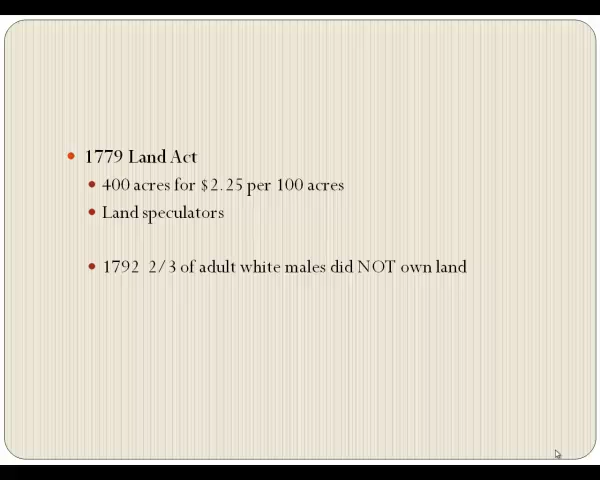 1779 Land Act
400 acres for $2.25 per 100 acres
Land speculators
1792 2/3 of adult white males did NOT own land